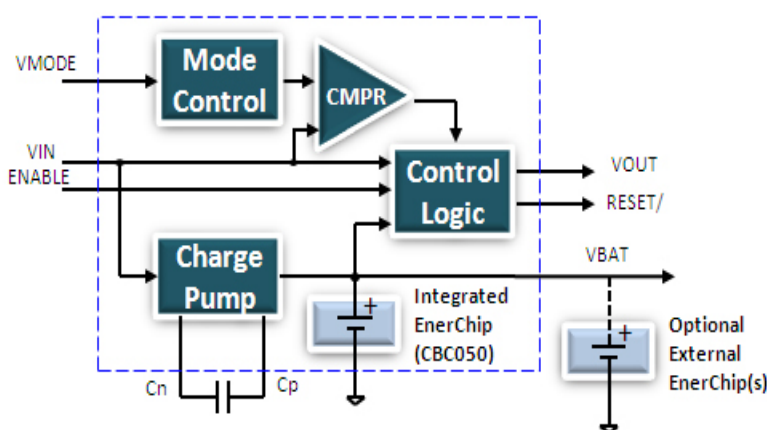 VMODE
Mode
Control
CMPR
VIN
ENABLE
Control
Logic
VOUT
RESET/
Charge
Pump
VBAT
+
Integrated
EnerChip
(CBC050)
+
Optional
External
EnerChip(s)
Cn
Cp